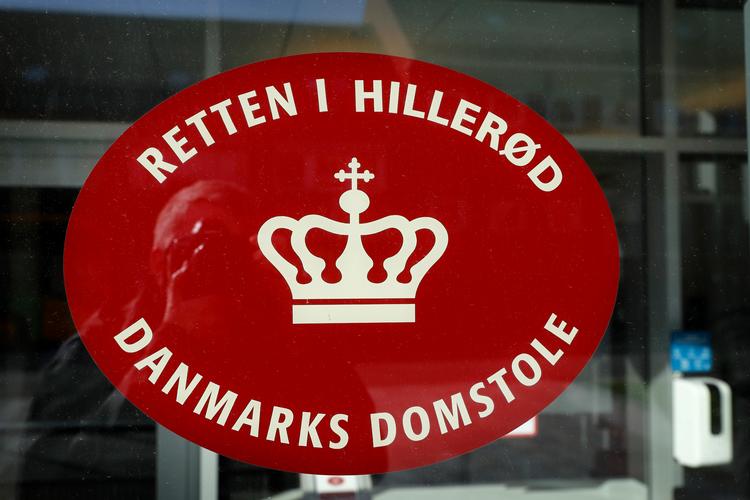 RETTEN I HILLERØD
DANMARKS DOMSTOLE